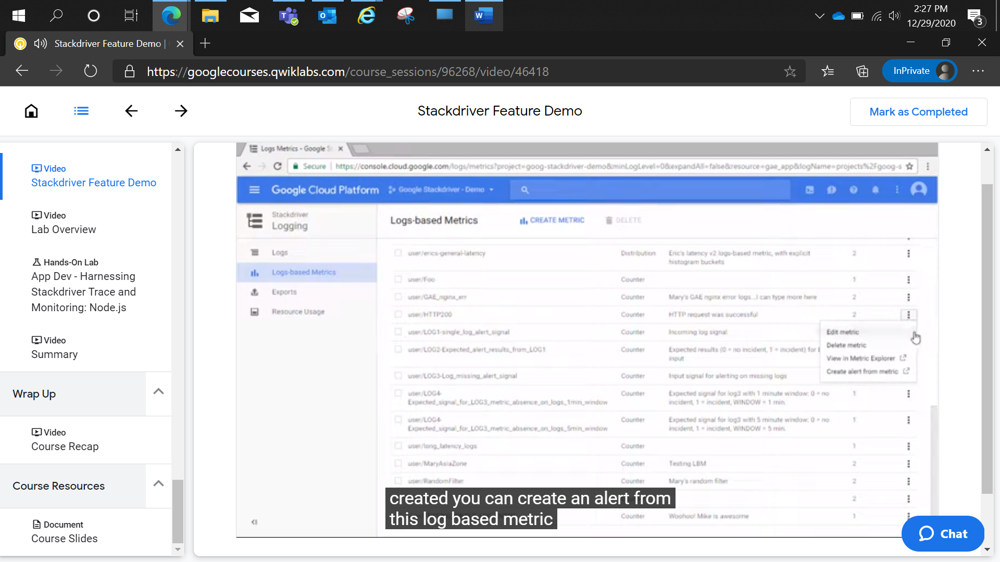 2:27 PM
12/29/2020
3
Stackdriver Feature Demo |
https://googlecourses.qwiklabs.com/course_sessions/96268/video/46418
InPrivate
Stackdriver Feature Demo
Mark as Completed
Video
Stackdriver Feature Demo
Video
Lab Overview
Hands-On Lab
App Dev - Harnessing
Stackdriver Trace and
Monitoring: Node.js
Video
Summary
Wrap Up
Video
Course Recap
Course Resources
Document
Course Slides
Logs Metrics - Google S
Secure | https://console.cloud.google.com/logs/metrics?project=goog-stackdriver-demo&minLogLevel=0&expandAll=false&resource=gae_app&logName=projects%2Fgoog-s
Google Cloud Platform Google Stackdriver - Demo
Stackdriver
Logging
Logs
Logs-based Metrics
Exports
Resource Usage
Logs-based Metrics CREATE METRIC DELETE
user/erics-general-latency Distribution Eric's latency v2 logs-based metric, with explicit 2
histogram buckets
user/Foo Counter 1
user/GAE_nginx_err Counter Mary's GAE nginx error logs...I can type more here 2
user/HTTP200 Counter HTTP request was successful 2
user/LOG1-single_log_alert_signal Counter Incoming log signal
user/LOG2-Expected_alert_results_from_LOG1 Counter Expected results (0 = no incident, 1 = incident) for
input
user/LOG3-Log_missing_alert_signal Counter Input signal for alerting on missing logs
user/LOG4- Counter Expected signal for log3 with 1 minute window: 0 = no 1
Expected_signal_for_LOG3_metric_absence_on_logs_1min_window incident, 1 = incident, WINDOW = 1 min.
user/LOG4- Counter Expected signal for log3 with 5 minute window: 0 = no 1
Expected_signal_for_LOG3_metric_absence_on_logs_5min_window incident, 1 = incident, WINDOW = 5 min.
user/long_latency_logs Counter 1
user/MaryAsiaZone Counter Testing LBM 2
user/RandomFilter Counter Mary's random filter 2
2
Counter Woohoo! Mike is awesome 1
Edit metric
Delete metric
View in Metric Explorer
Create alert from metric
created you can create an alert from
this log based metric
Chat